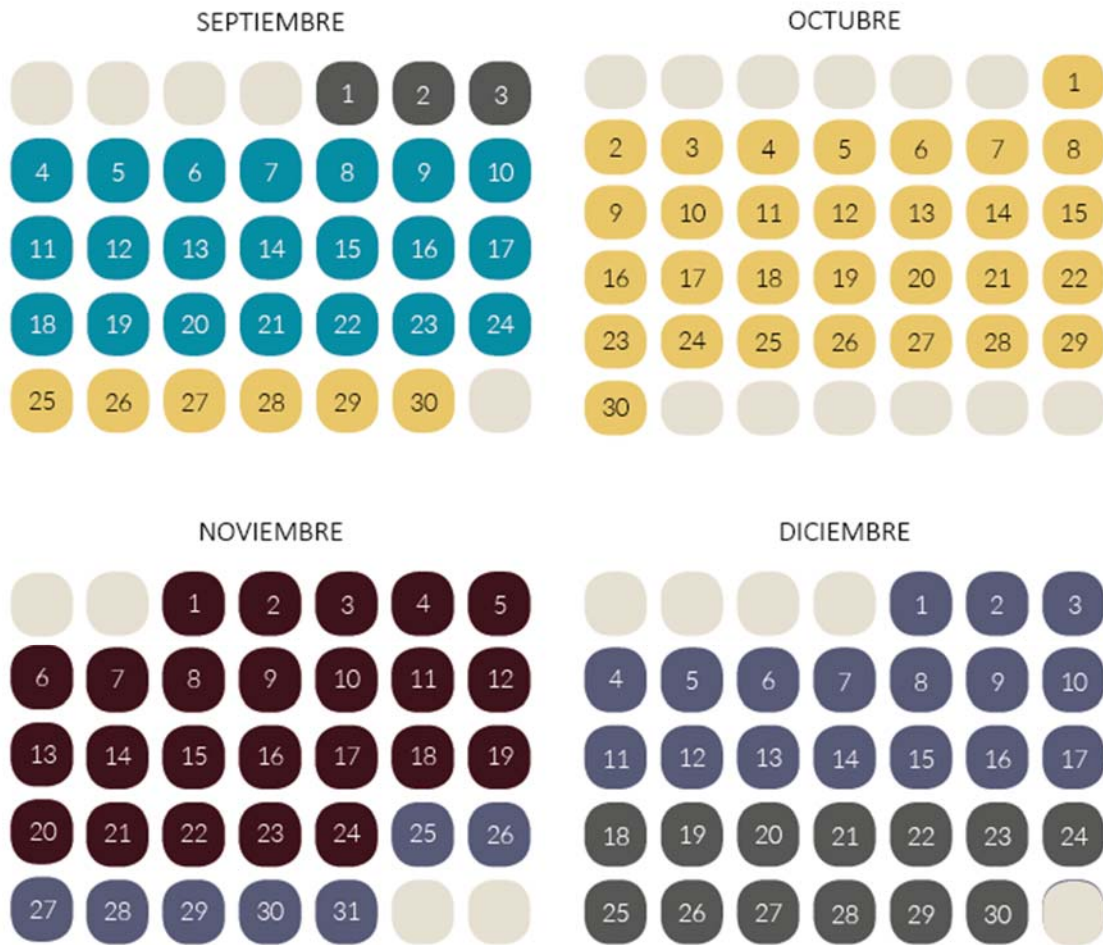 SEPTIEMBRE
1 2 3
4 5 6 7 8 9 10
11 12 13 14 15 16 17
18 19 20 21 22 23 24
25 26 27 28 29 30
OCTUBRE
1
2 3 4 5 6 7 8
9 10 11 12 13 14 15
16 17 18 19 20 21 22
23 24 25 26 27 28 29
30
NOVIEMBRE
1 2 3 4 5
6 7 8 9 10 11 12
13 14 15 16 17 18 19
20 21 22 23 24 25 26
27 28 29 30 31
DICIEMBRE
1 2 3
4 5 6 7 8 9 10
11 12 13 14 15 16 17
18 19 20 21 22 23 24
25 26 27 28 29 30